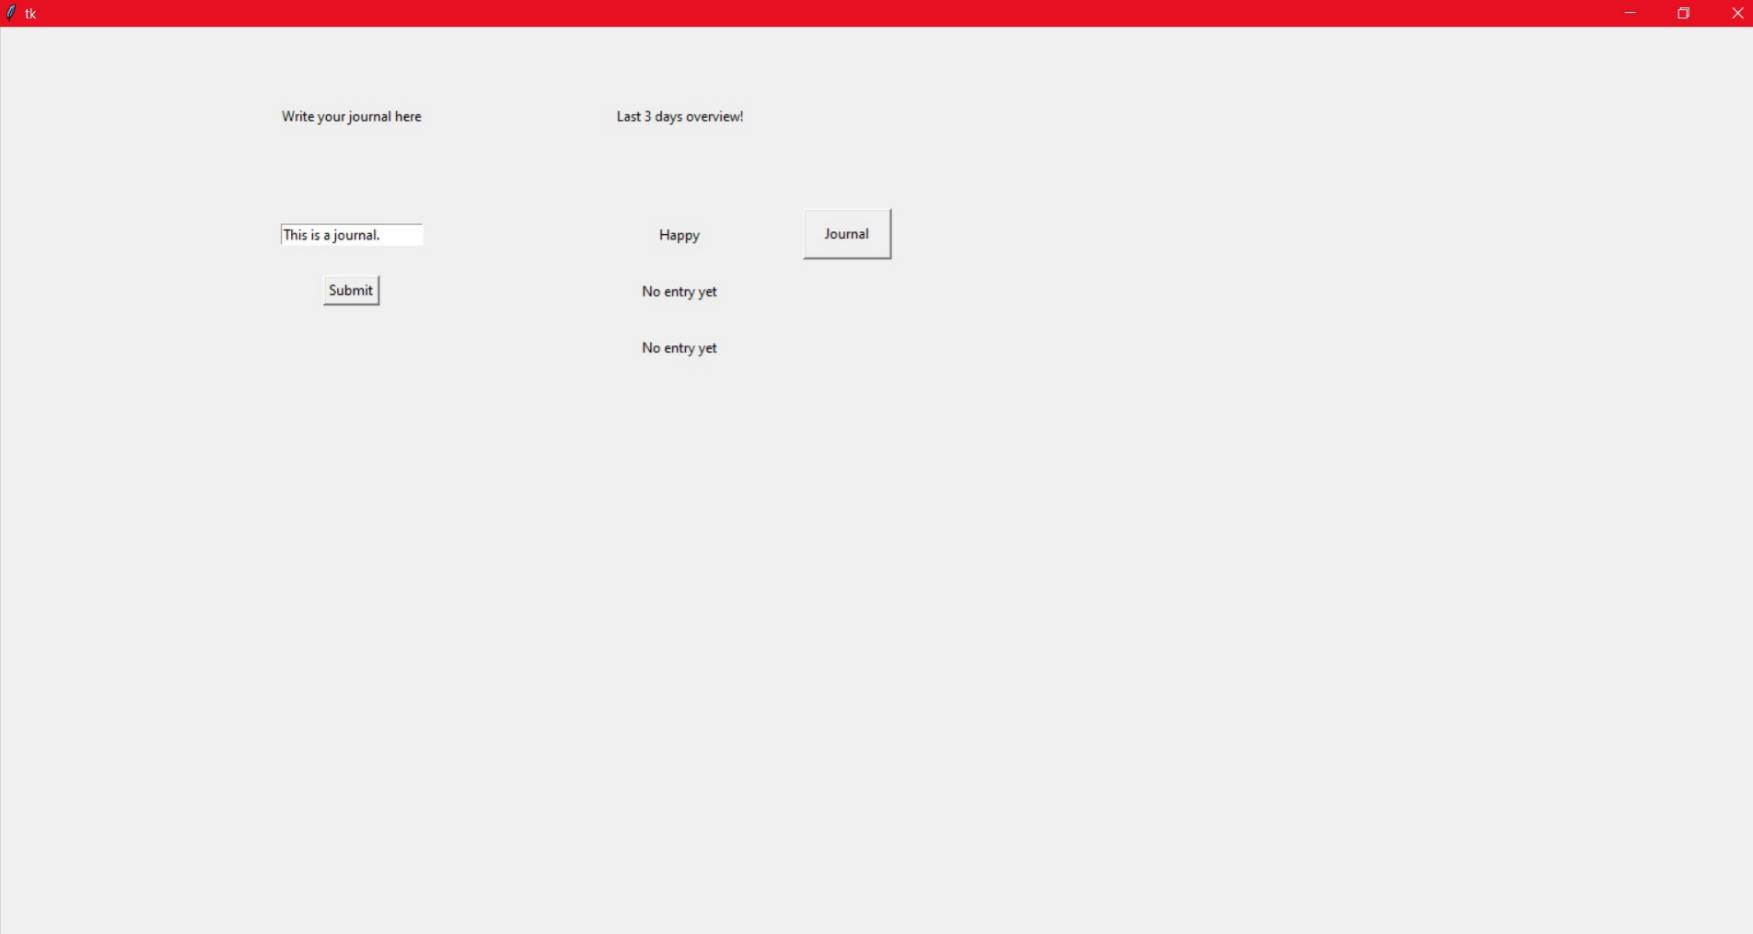 tk
Write your journal here
Last 3 days overview!
This is a journal.
Happy
Journal
Submit
No entry yet
No entry yet